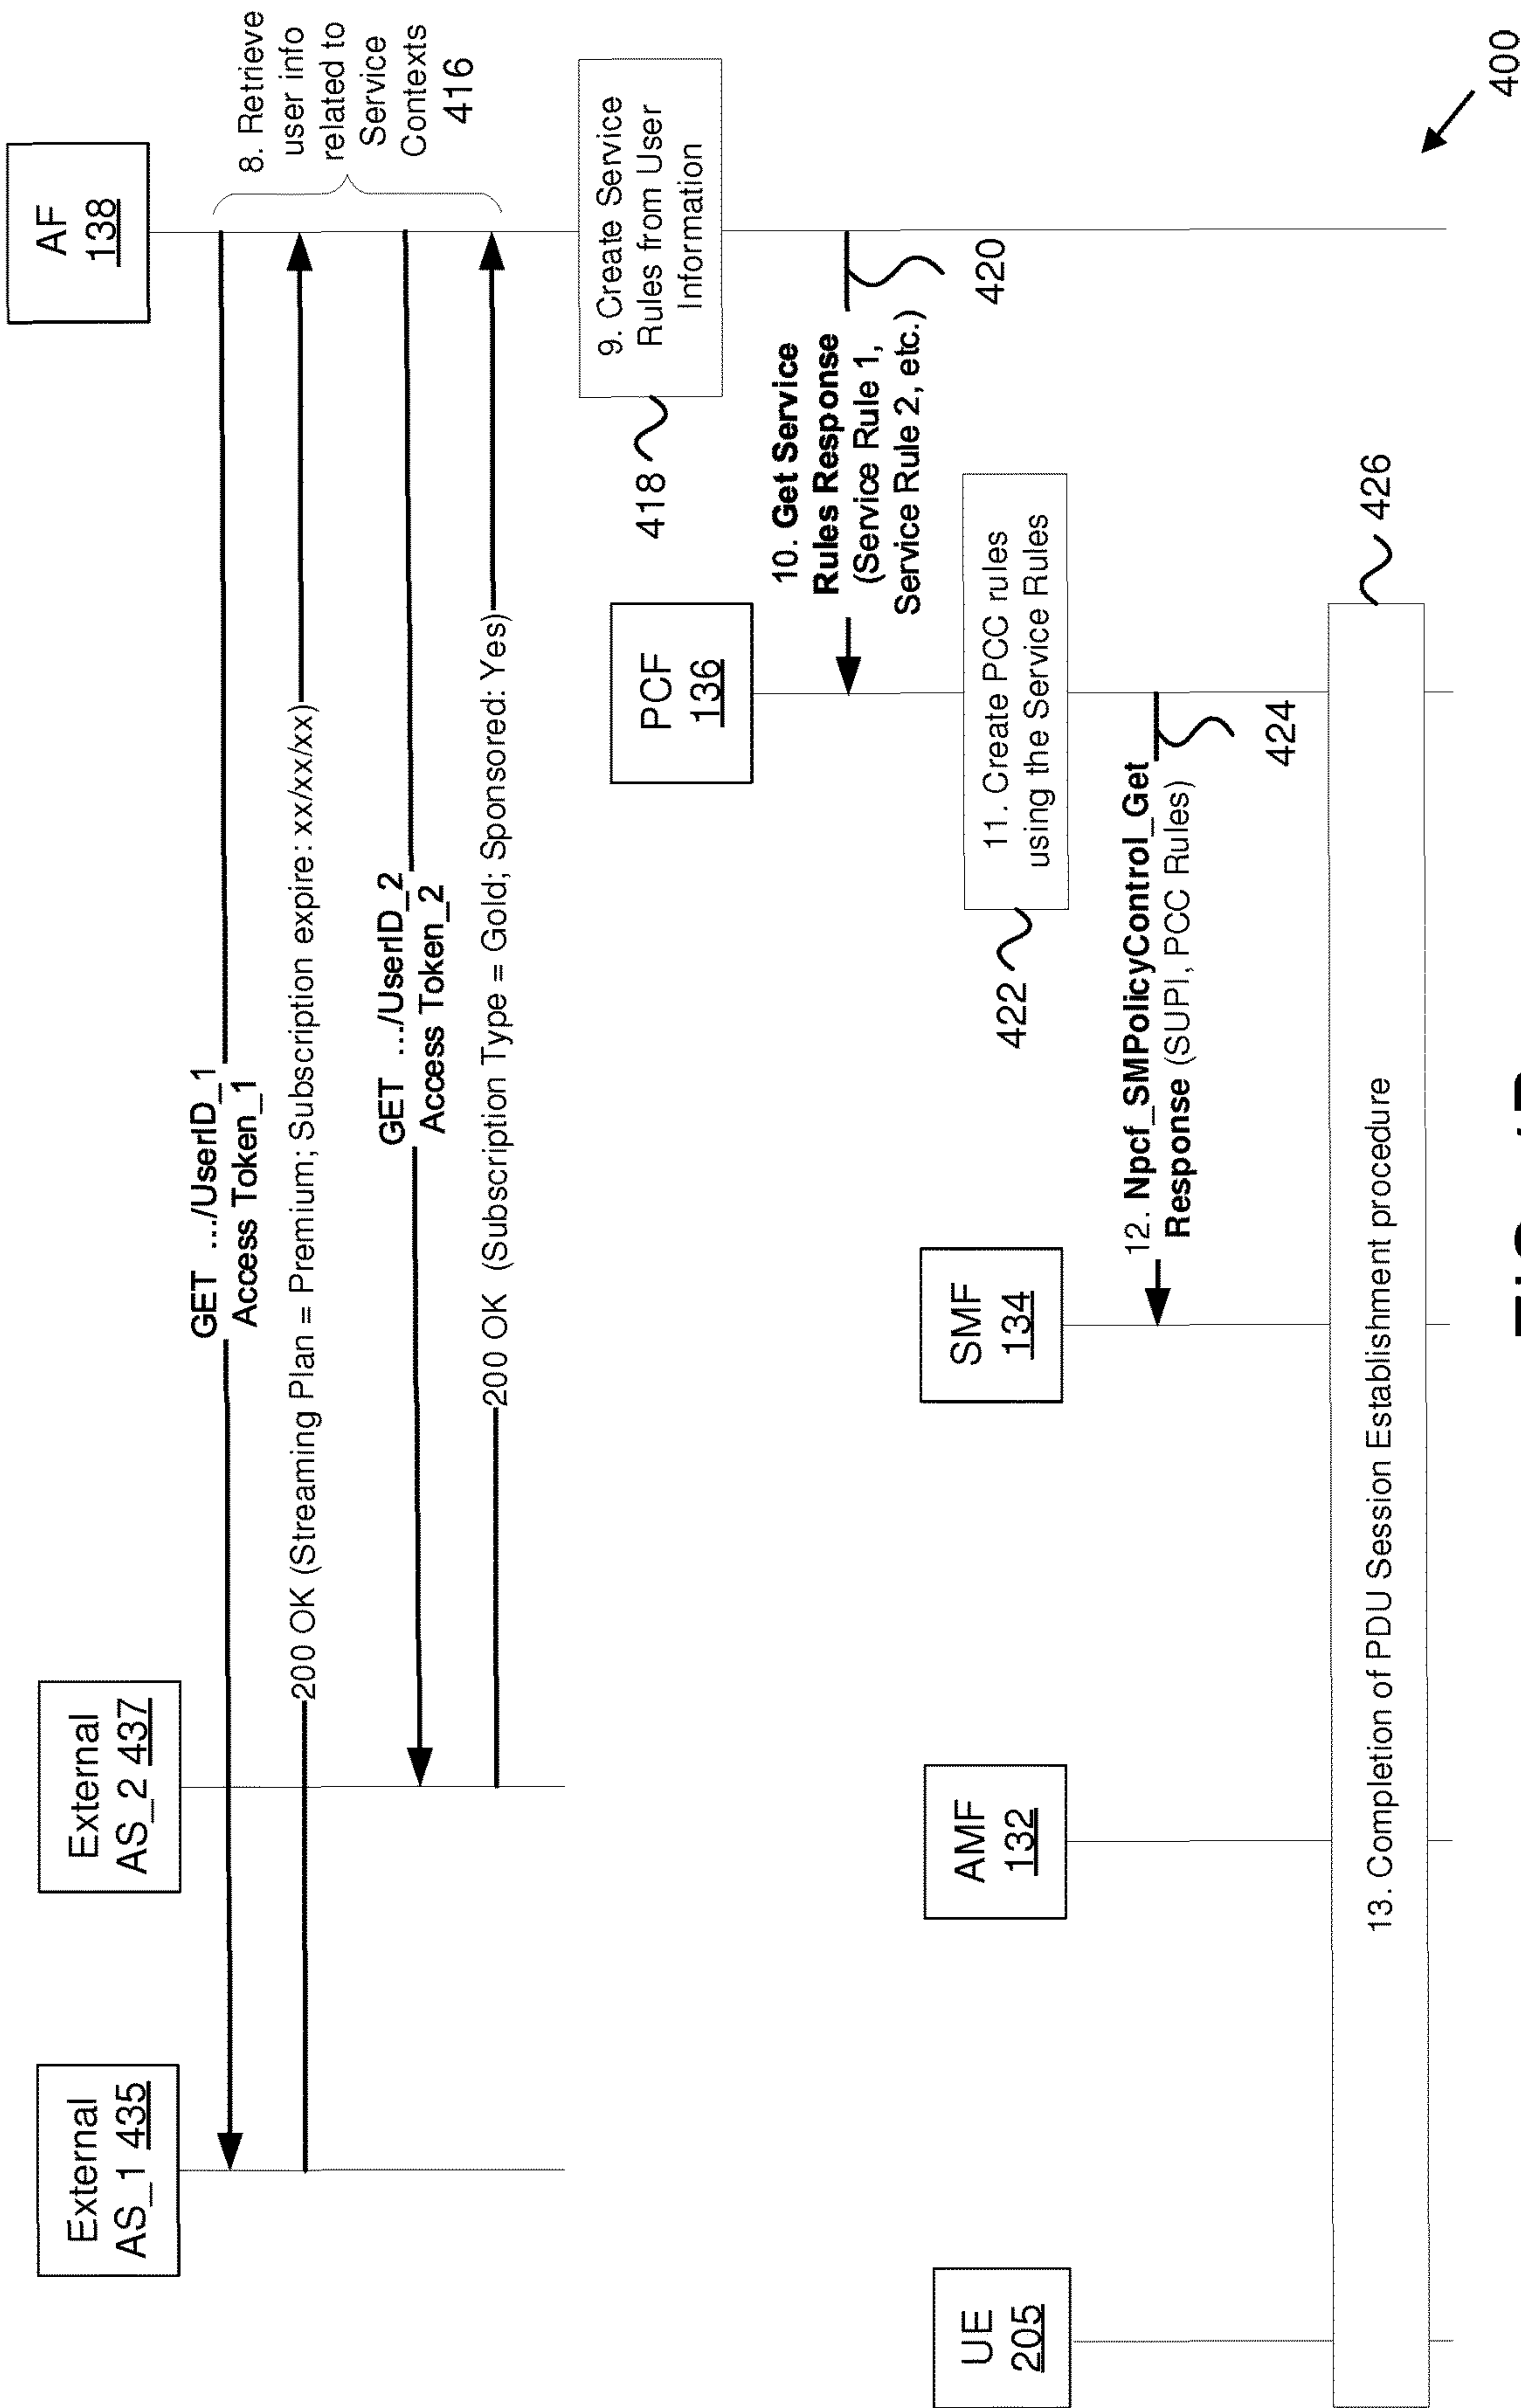 External
AS_1 435
External
AS_2 437
AF
138
GET .../UserID_1
Access Token_1
200 OK (Streaming Plan = Premium; Subscription expire: xx/xx/xx)
GET .../UserID_2
Access Token_2
200 OK (Subscription Type = Gold; Sponsored: Yes)
8. Retrieve
user info
related to
Service
Contexts
416
9. Create Service
Rules from User
Information
418
PCF
136
10. Get Service
Rules Response
(Service Rule 1,
Service Rule 2, etc.)
420
UE
205
AMF
132
SMF
134
11. Create PCC rules
using the Service Rules
422
12. Npcf_SMPolicyControl_Get
Response (SUPI, PCC Rules)
424
13. Completion of PDU Session Establishment procedure
426
400